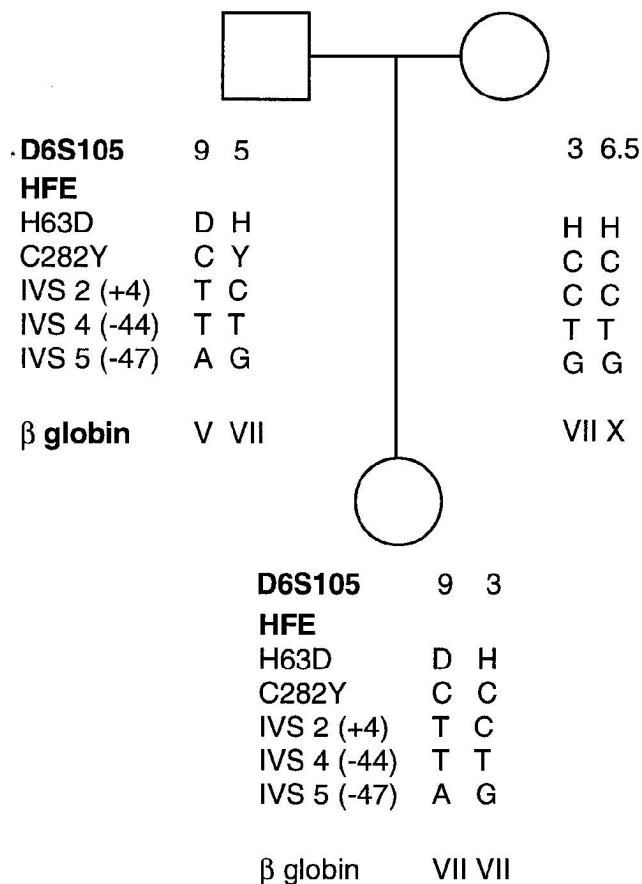 D6S105 9 5
HFE
H63D D H
C282Y C Y
IVS 2 (+4) T C
IVS 4 (-44) T T
IVS 5 (-47) A G
β globin V VII
3 6.5
H H
C C
C C
T T
G G
VII X
D6S105 9 3
HFE
H63D D H
C282Y C C
IVS 2 (+4) T C
IVS 4 (-44) T T
IVS 5 (-47) A G
β globin VII VII